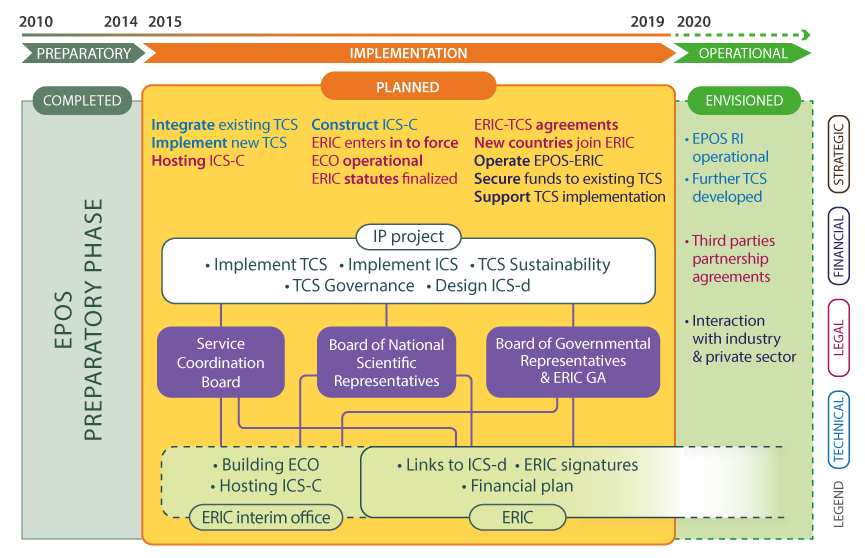 2010 2014 2015 2019 2020
PREPARATORY IMPLEMENTATION OPERATIONAL
COMPLETED PLANNED ENVISIONED
EPOS
PREPARATORY PHASE
Integrate existing TCS
Implement new TCS
Hosting ICS-C
Construct ICS-C
ERIC enters in to force
ECO operational
ERIC statutes finalized
ERIC-TCS agreements
New countries join ERIC
Operate EPOS-ERIC
Secure funds to existing TCS
Support TCS implementation
IP project
• Implement TCS • Implement ICS • TCS Sustainability
• TCS Governance • Design ICS-d
Service
Coordination
Board
Board of National
Scientific
Representatives
Board of Governmental
Representatives
& ERIC GA
• Building ECO
• Hosting ICS-C
ERIC interim office
• Links to ICS-d • ERIC signatures
• Financial plan
ERIC
• EPOS RI
operational
• Further TCS
developed
• Third parties
partnership
agreements
• Interaction
with industry
& private sector
STRATEGIC
FINANCIAL
LEGAL
TECHNICAL
LEGEND